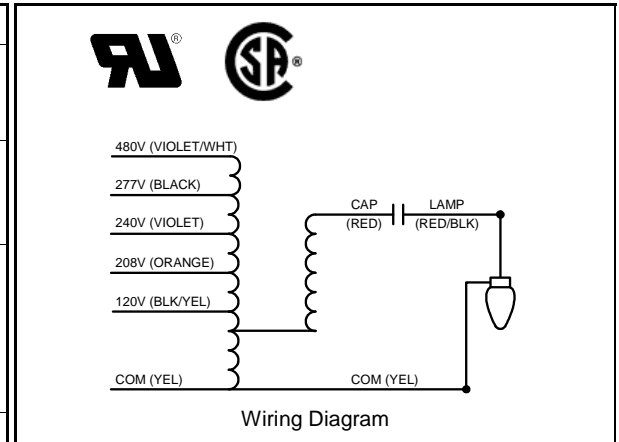 ®
SA ®
480V (VIOLET/WHT)
277V (BLACK)
240V (VIOLET)
208V (ORANGE)
120V (BLK/YEL)
COM (YEL)
CAP
(RED)
LAMP
(RED/BLK)
COM (YEL)
Wiring Diagram